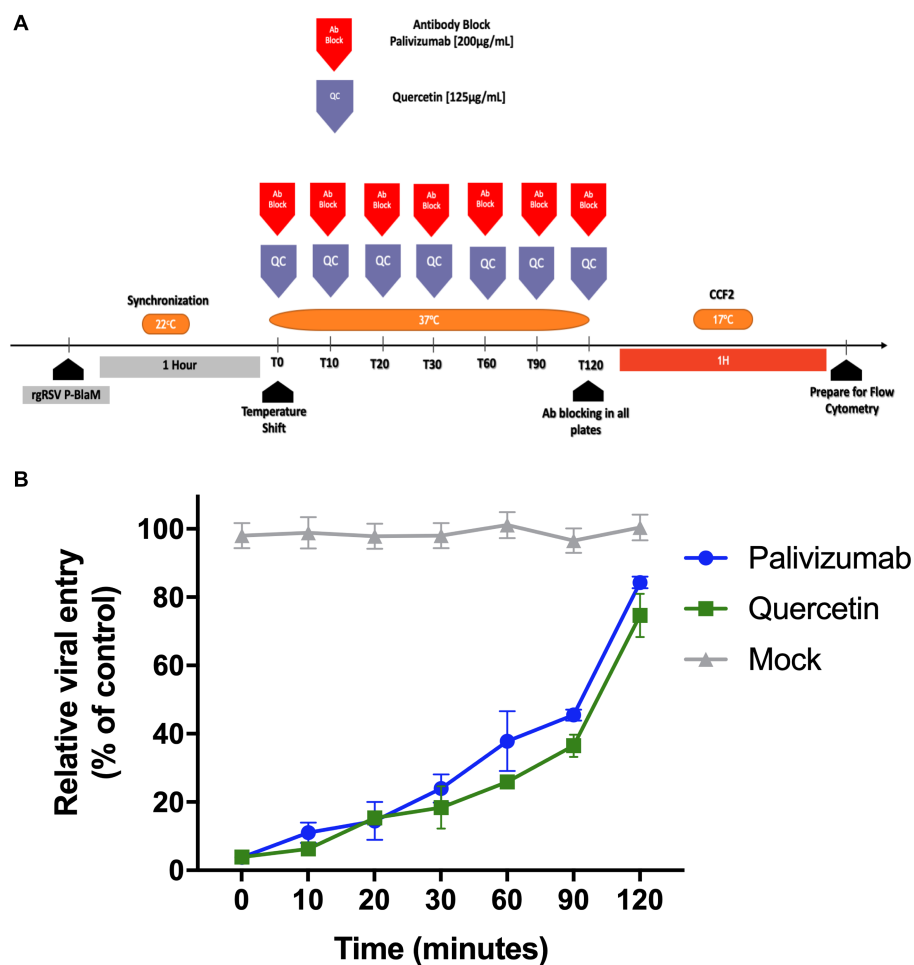 A
Ab
Block
Antibody Block
Palivizumab [200µg/mL]
QC
Quercetin [125µg/mL]
Ab
Block
Ab
Block
Ab
Block
Ab
Block
Ab
Block
Ab
Block
Ab
Block
QC
QC
QC
QC
QC
QC
QC
Synchronization
22°C
37°C
CCF2
17°C
1 Hour
T0
T10
T20
T30
T60
T90
T120
1H
rgRSV P-BlaM
Temperature
Shift
Ab blocking in all
plates
Prepare for Flow
Cytometry
B
Relative viral entry
(% of control)
100
80
60
40
20
0
0 10 20 30 60 90 120
Time (minutes)
Palivizumab
Quercetin
Mock